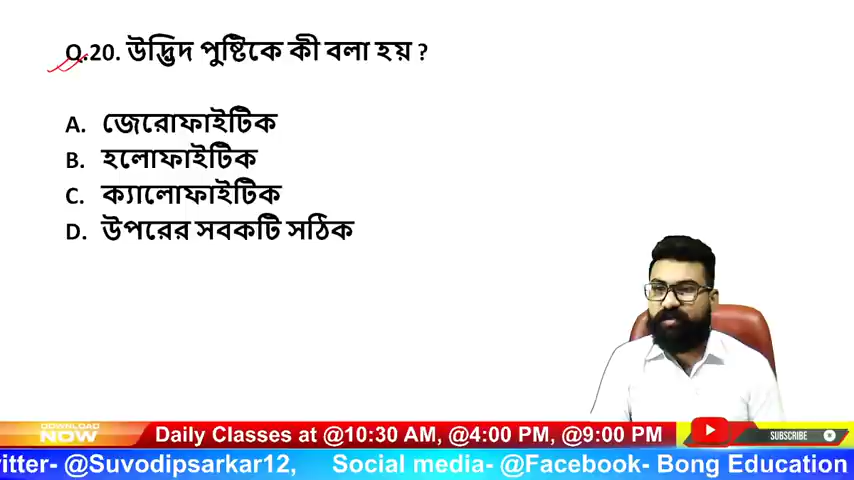 Q.20. উদ্ভিদ পুষ্টিকে কী বলা হয় ?
A. জেরোফাইটিক
B. হলোফাইটিক
C. ক্যালোফাইটিক
D. উপরের সবকটি সঠিক
DOWNLOAD
NOW
Daily Classes at @10:30 AM, @4:00 PM, @9:00 PM
SUBSCRIBE
itter- @Suvodipsarkar12, Social media- @Facebook- Bong Education